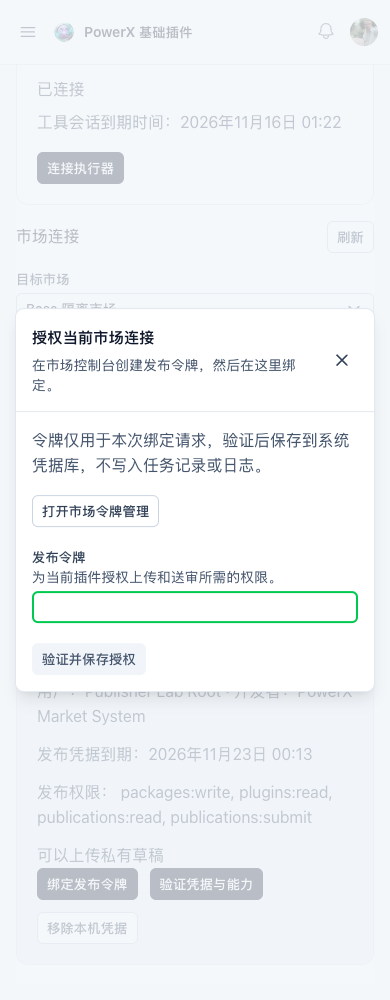 PowerX 基础插件
已连接
工具会话到期时间：2026年11月16日 01:22
连接执行器
市场连接
刷新
目标市场
授权当前市场连接
在市场控制台创建发布令牌，然后在这里绑
定。
令牌仅用于本次绑定请求，验证后保存到系统
凭据库，不写入任务记录或日志。
打开市场令牌管理
发布令牌
为当前插件授权上传和送审所需的权限。
验证并保存授权
用户：Publisher Lab Root · 开发者：PowerX
Market System
发布凭据到期：2026年11月23日 00:13
发布权限： packages:write, plugins:read,
publications:read, publications:submit
可以上传私有草稿
绑定发布令牌
验证凭据与能力
移除本机凭据